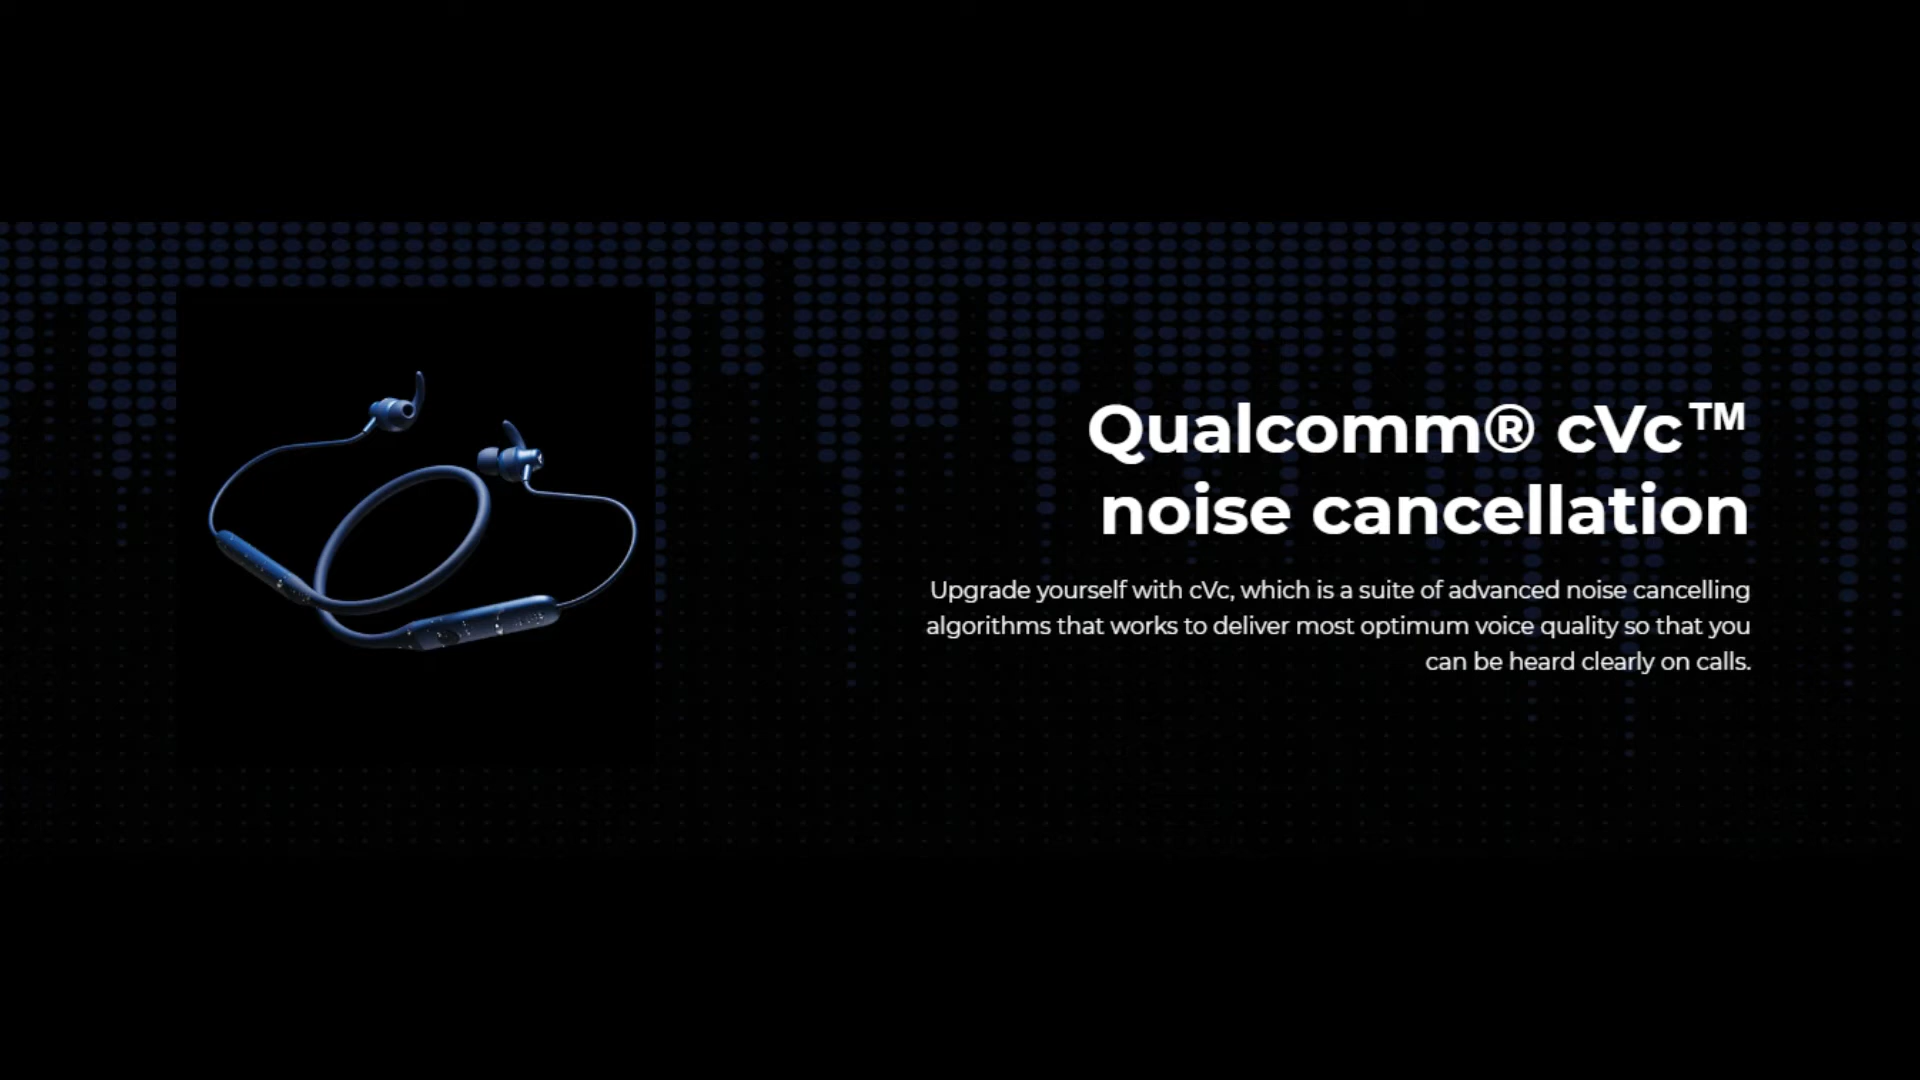 Qualcomm® cVc™
noise cancellation
Upgrade yourself with cVc, which is a suite of advanced noise cancelling
algorithms that works to deliver most optimum voice quality so that you
can be heard clearly on calls.